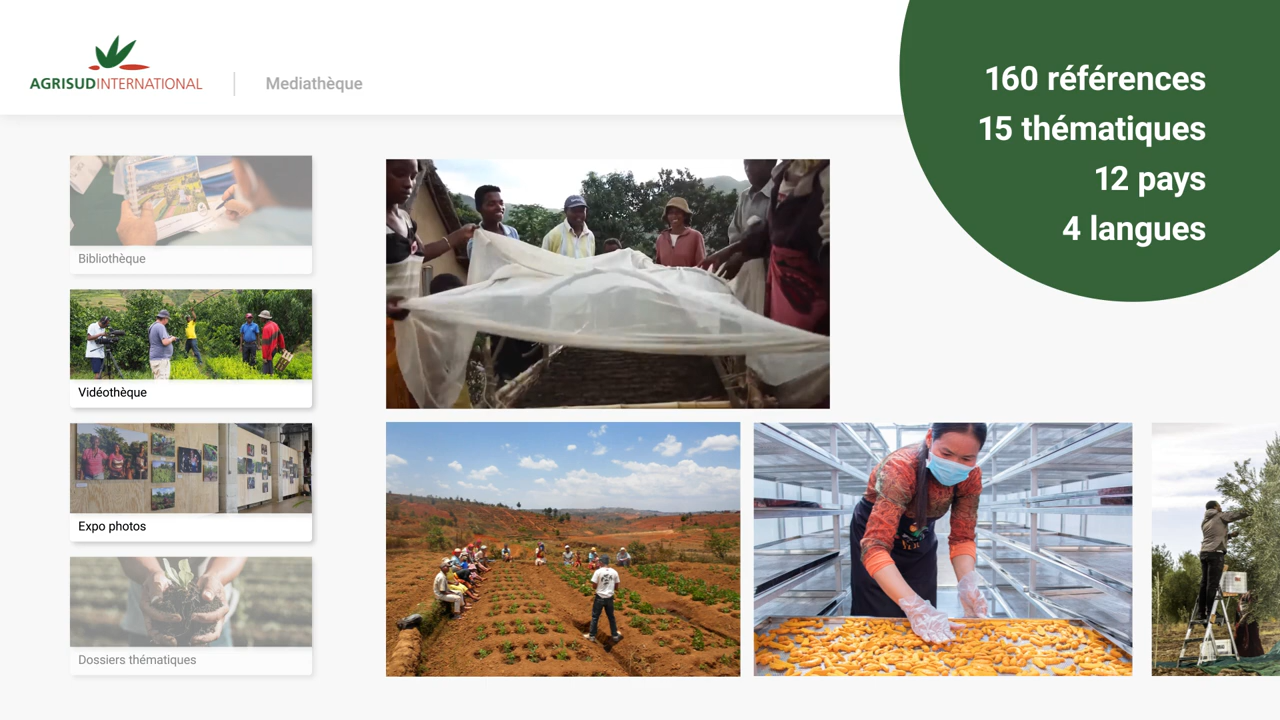 AGRISUDINTERNATIONAL
Mediathèque
160 références
15 thématiques
12 pays
4 langues
Bibliothèque
Vidéothèque
Expo photos
Dossiers thématiques